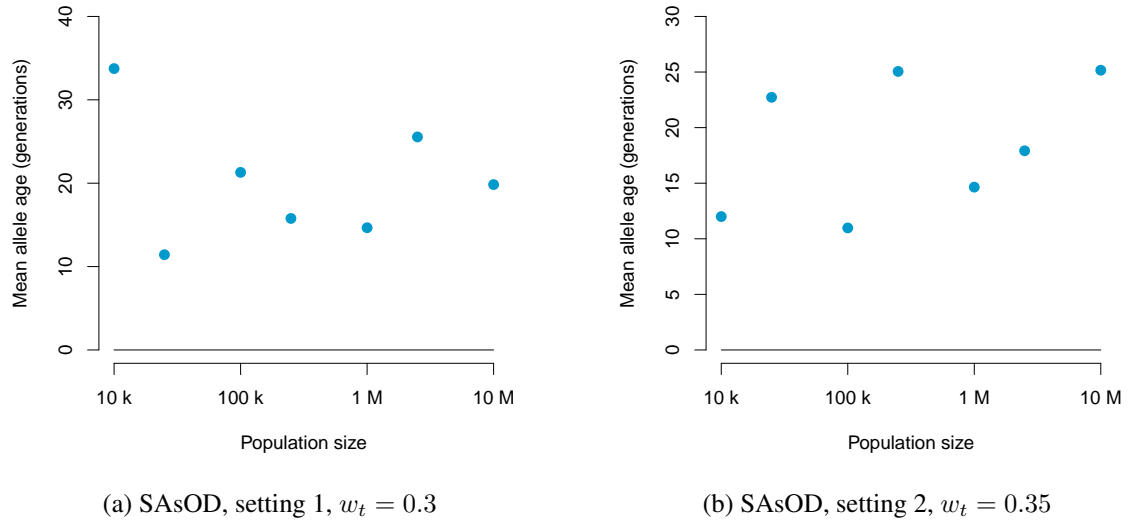 40
30
20
10
0
Mean allele age (generations)
10 k 100 k 1 M 10 M
Population size
(a) SAsOD, setting 1, w_t = 0.3
30
25
20
15
10
5
0
Mean allele age (generations)
10 k 100 k 1 M 10 M
Population size
(b) SAsOD, setting 2, w_t = 0.35